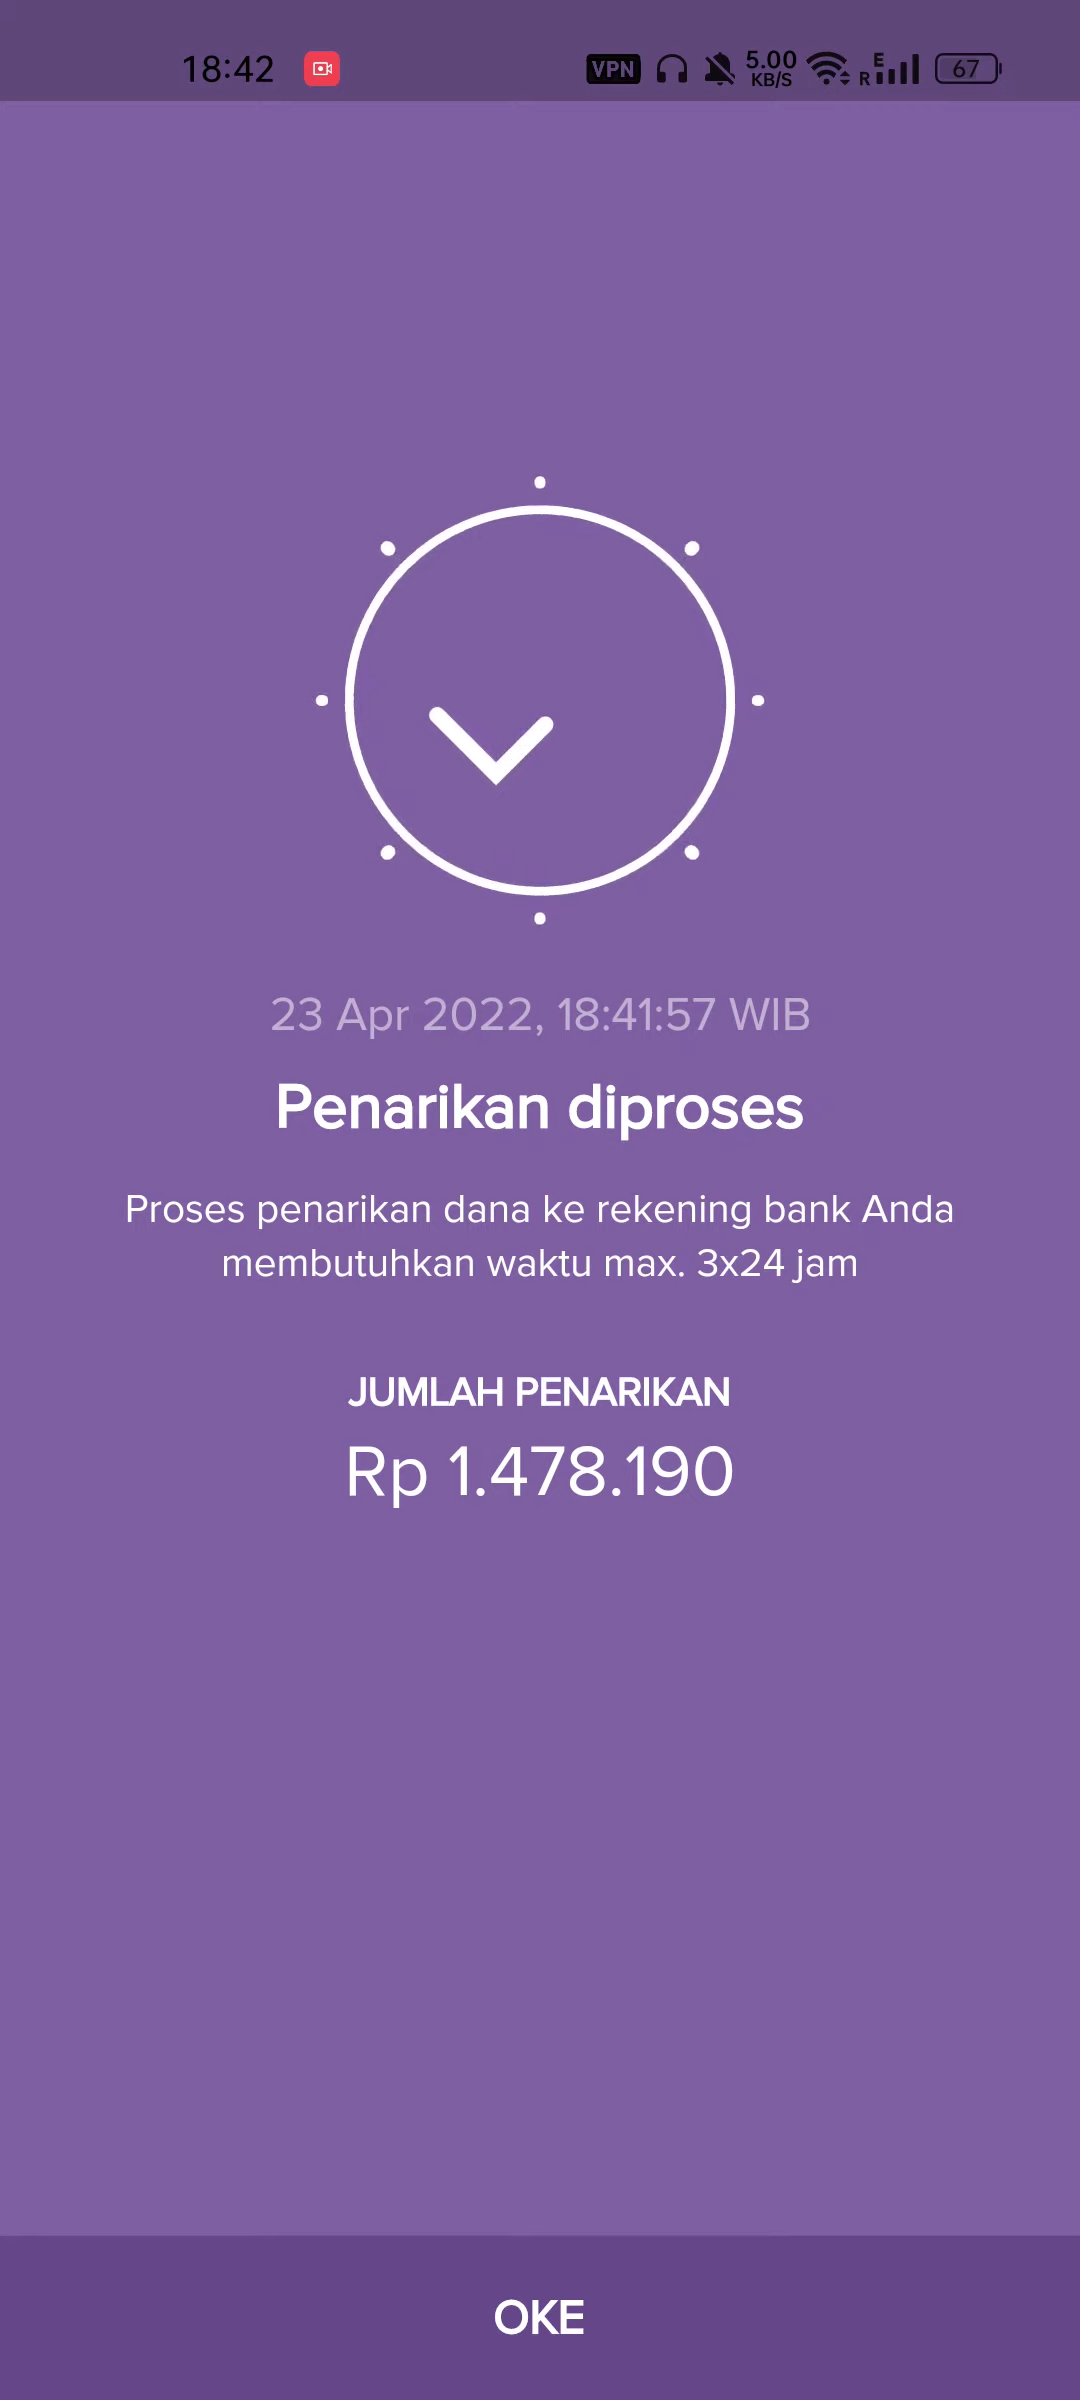 18:42
VPN 5.00 KB/S R E 67
23 Apr 2022, 18:41:57 WIB
Penarikan diproses
Proses penarikan dana ke rekening bank Anda
membutuhkan waktu max. 3x24 jam
JUMLAH PENARIKAN
Rp 1.478.190
OKE